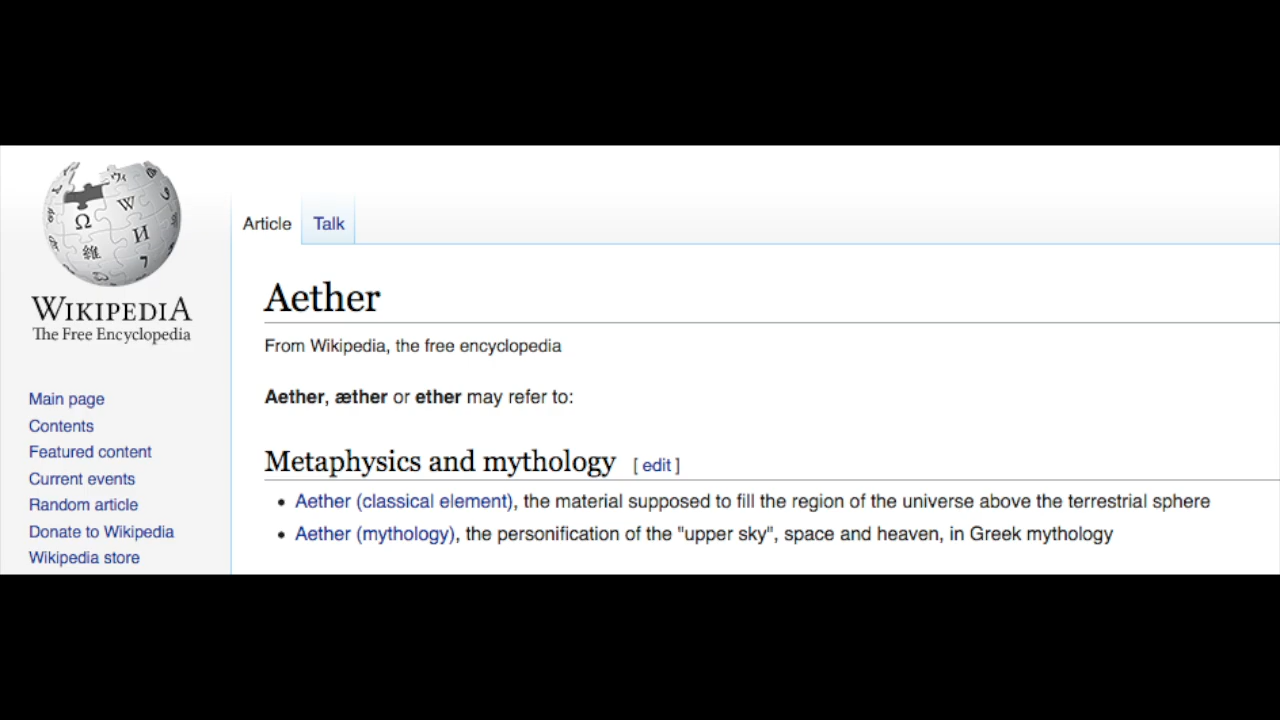 Article
Talk
WIKIPEDIA
The Free Encyclopedia
Main page
Contents
Featured content
Current events
Random article
Donate to Wikipedia
Wikipedia store
Aether
From Wikipedia, the free encyclopedia
Aether, æther or ether may refer to:
Metaphysics and mythology [ edit ]
• Aether (classical element), the material supposed to fill the region of the universe above the terrestrial sphere
• Aether (mythology), the personification of the "upper sky", space and heaven, in Greek mythology